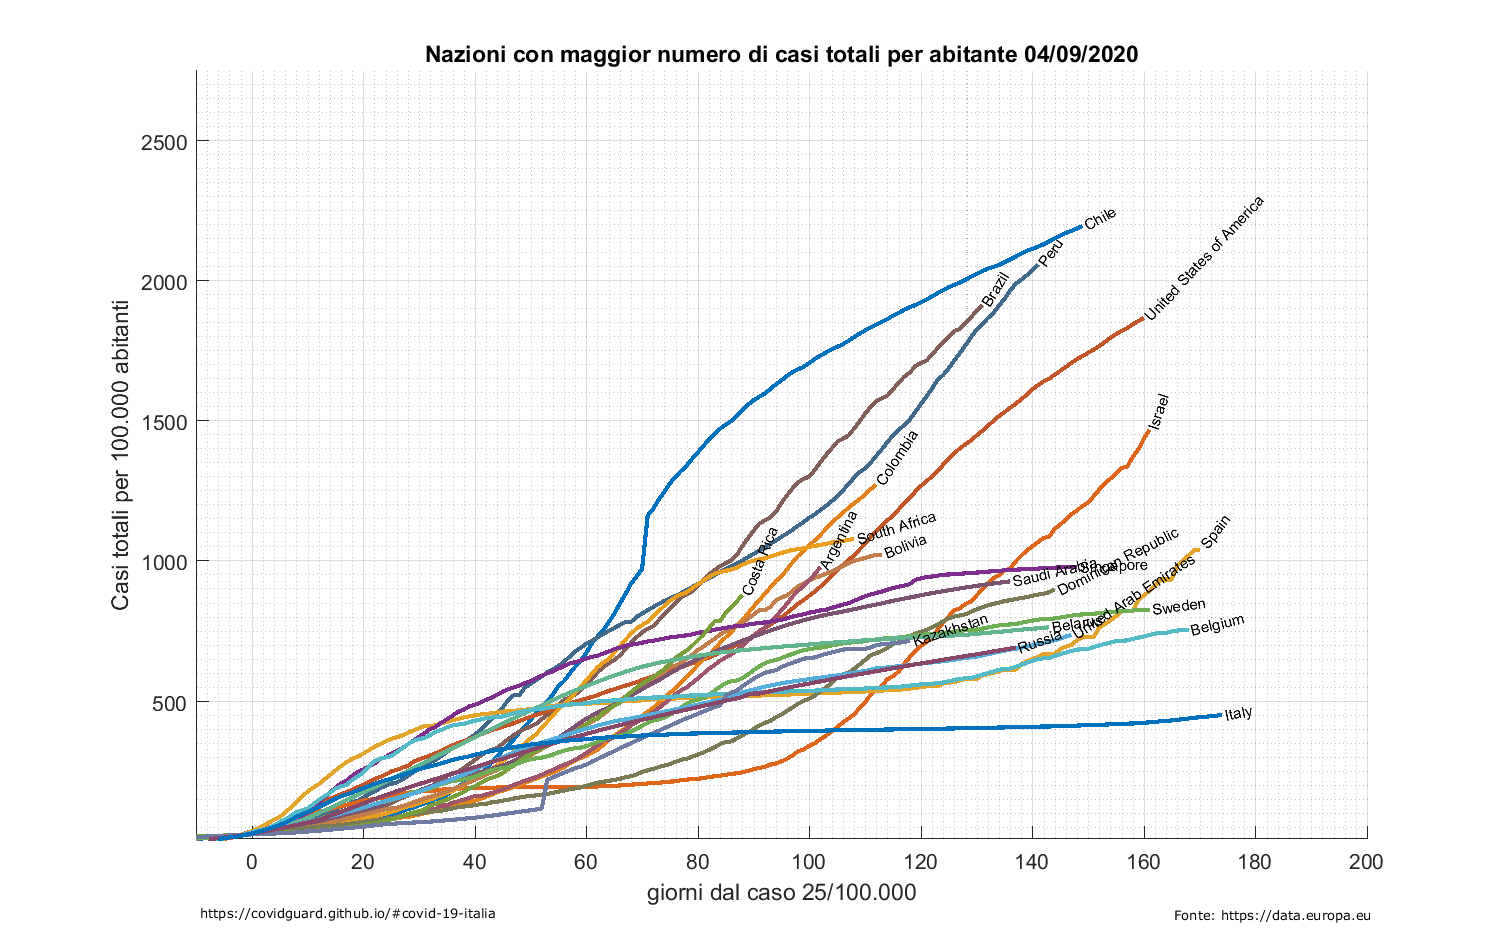 Nazioni con maggior numero di casi totali per abitante 04/09/2020
Casi totali per 100.000 abitanti
2500
2000
1500
1000
500
Chile
Peru
Brazil
United States of America
Israel
Colombia
Argentina
Costa Rica
South Africa
Bolivia
Spain
Saudi Arabia
Singapore
Dominican Republic
United Arab Emirates
Sweden
Belarus
Belgium
Kazakhstan
Russia
Italy
0 20 40 60 80 100 120 140 160 180 200
giorni dal caso 25/100.000
https://covidguard.github.io/#covid-19-italia
Fonte: https://data.europa.eu